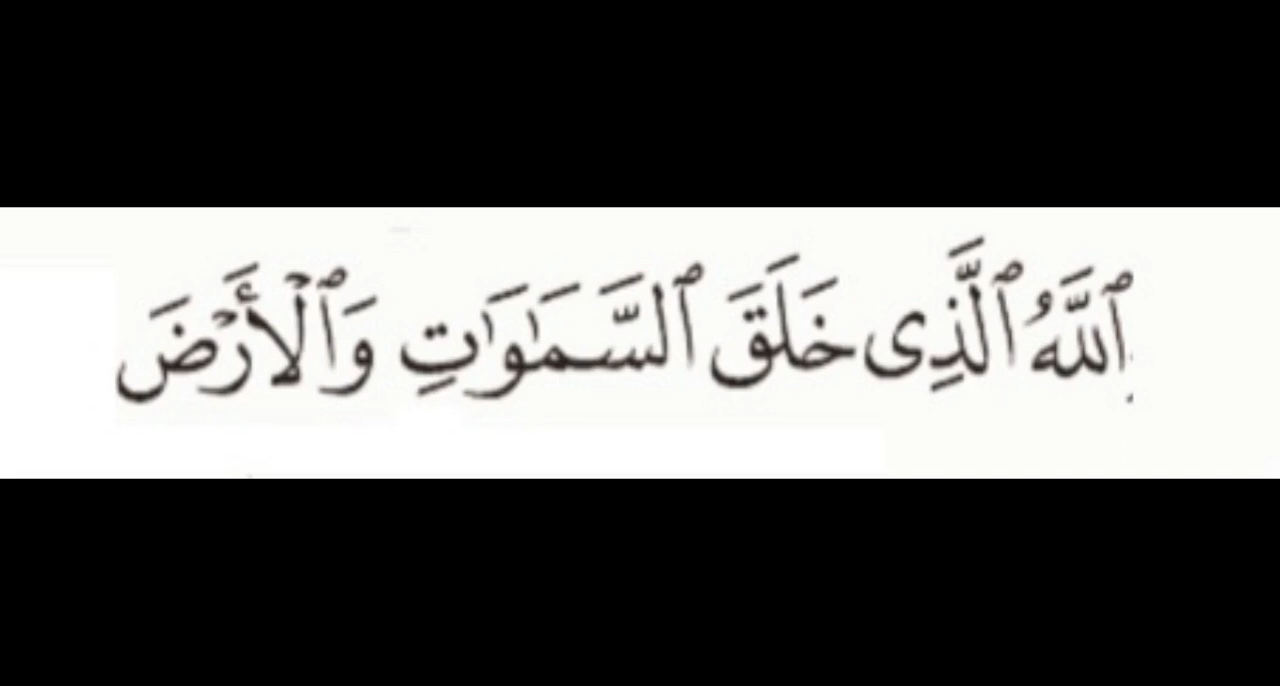 ٱللَّهُ ٱلَّذِى خَلَقَ ٱلسَّمَٰوَٰتِ وَٱلْأَرْضَ